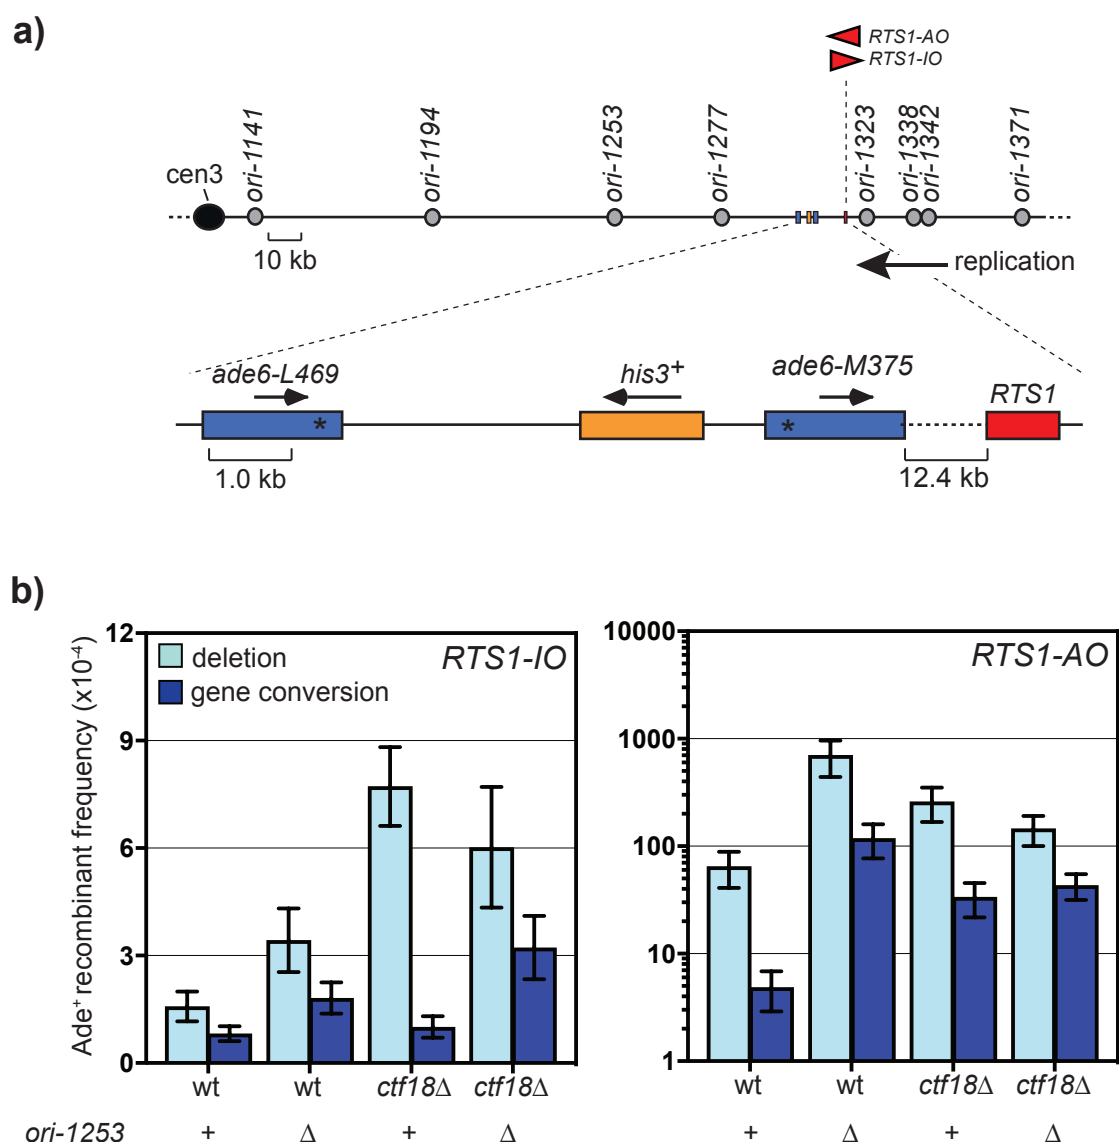 a)
RTS1-AO
RTS1-IO
ori-1141
ori-1194
ori-1253
ori-1277
ori-1323
ori-1338
ori-1342
ori-1371
cen3
10 kb
replication
ade6-L469
his3+
ade6-M375
RTS1
*
*
1.0 kb
12.4 kb
b)
Ade+ recombinant frequency (x10-4)
12
9
6
3
0
deletion
gene conversion
RTS1-IO
wt
wt
ctf18Δ
ctf18Δ
10000
1000
100
10
1
RTS1-AO
wt
wt
ctf18Δ
ctf18Δ
ori-1253 + Δ + Δ + Δ + Δ